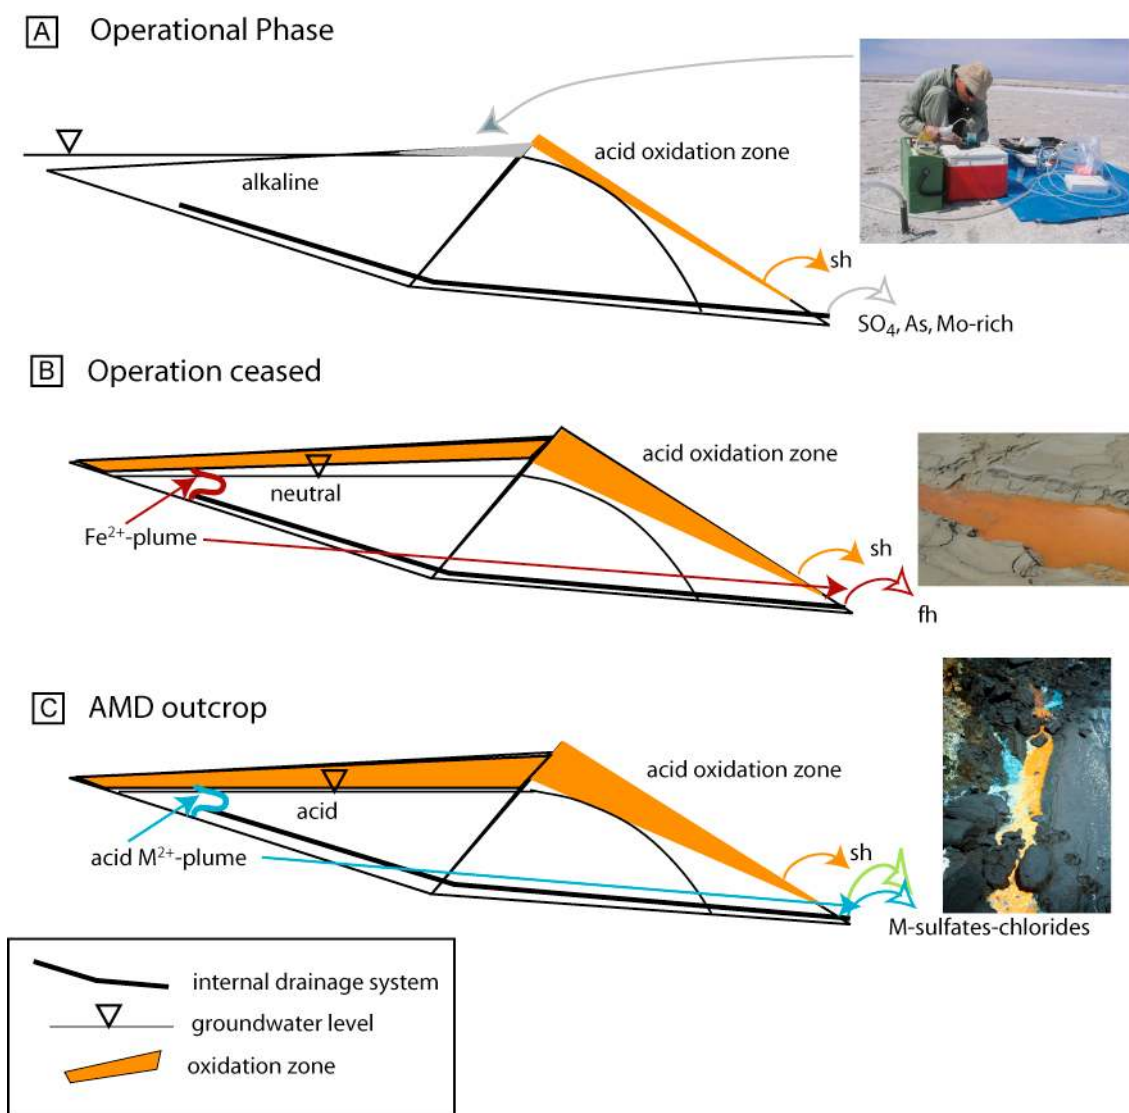 A Operational Phase
acid oxidation zone
alkaline
sh
SO₄, As, Mo-rich
B Operation ceased
acid oxidation zone
neutral
Fe²⁺-plume
sh
fh
C AMD outcrop
acid oxidation zone
acid
acid M²⁺-plume
sh
M-sulfates-chlorides
internal drainage system
groundwater level
oxidation zone